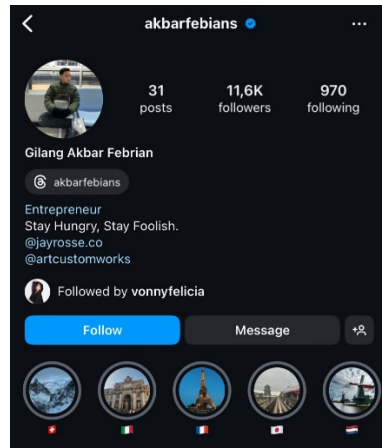 akbarfebians
31 11,6K 970
posts followers following
Gilang Akbar Febrian
akbarfebians
Entrepreneur
Stay Hungry, Stay Foolish.
@jayrosse.co
@artcustomworks
Followed by vonnyfelicia
Follow Message